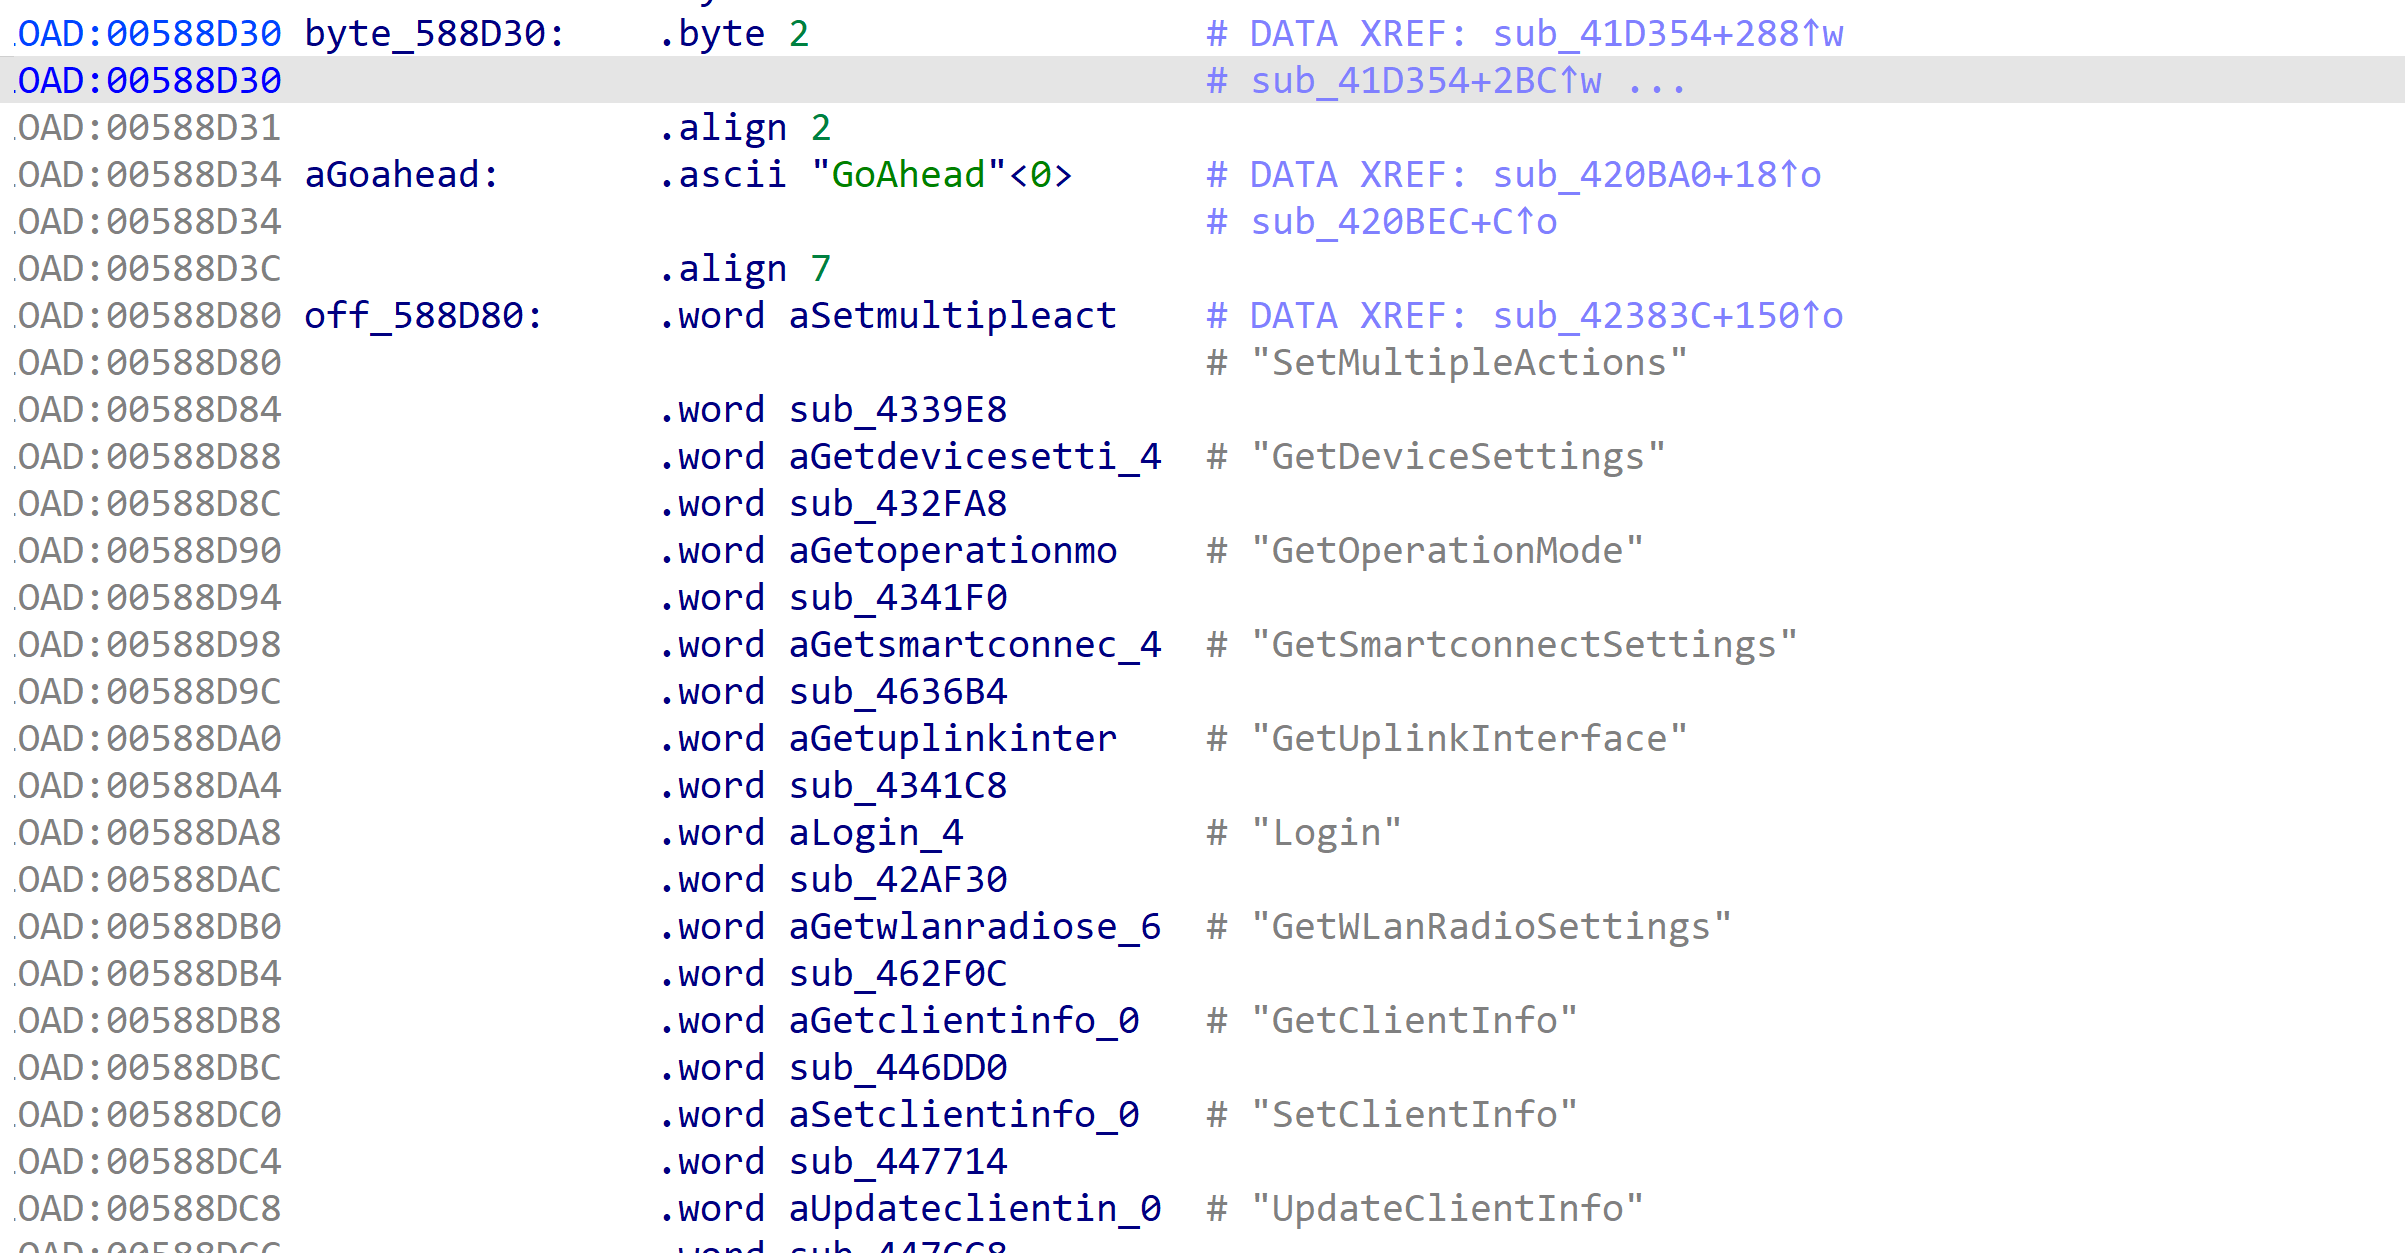 .OAD:00588D30 byte_588D30: .byte 2 # DATA XREF: sub_41D354+288↑w
.OAD:00588D30 # sub_41D354+2BC↑w ...
.OAD:00588D31 .align 2
.OAD:00588D34 aGoahead: .ascii "GoAhead"<0> # DATA XREF: sub_420BA0+18↑o
.OAD:00588D34 # sub_420BEC+C↑o
.OAD:00588D3C .align 7
.OAD:00588D80 off_588D80: .word aSetmultipleact # DATA XREF: sub_42383C+150↑o
.OAD:00588D80 # "SetMultipleActions"
.OAD:00588D84 .word sub_4339E8
.OAD:00588D88 .word aGetdevicesetti_4 # "GetDeviceSettings"
.OAD:00588D8C .word sub_432FA8
.OAD:00588D90 .word aGetoperationmo # "GetOperationMode"
.OAD:00588D94 .word sub_4341F0
.OAD:00588D98 .word aGetsmartconnec_4 # "GetSmartconnectSettings"
.OAD:00588D9C .word sub_4636B4
.OAD:00588DA0 .word aGetuplinkinter # "GetUplinkInterface"
.OAD:00588DA4 .word sub_4341C8
.OAD:00588DA8 .word aLogin_4 # "Login"
.OAD:00588DAC .word sub_42AF30
.OAD:00588DB0 .word aGetwlanradiose_6 # "GetWLanRadioSettings"
.OAD:00588DB4 .word sub_462F0C
.OAD:00588DB8 .word aGetclientinfo_0 # "GetClientInfo"
.OAD:00588DBC .word sub_446DD0
.OAD:00588DC0 .word aSetclientinfo_0 # "SetClientInfo"
.OAD:00588DC4 .word sub_447714
.OAD:00588DC8 .word aUpdateclientin_0 # "UpdateClientInfo"